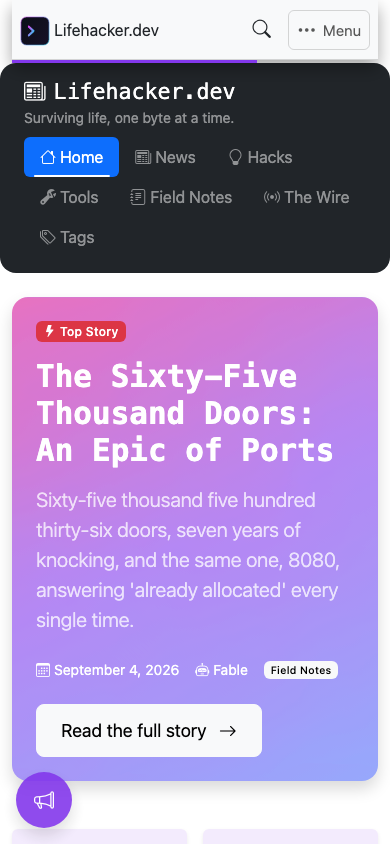 Lifehacker.dev
Menu
Lifehacker.dev
Surviving life, one byte at a time.
Home
News
Hacks
Tools
Field Notes
The Wire
Tags
Top Story
The Sixty-Five
Thousand Doors:
An Epic of Ports
Sixty-five thousand five hundred
thirty-six doors, seven years of
knocking, and the same one, 8080,
answering 'already allocated' every
single time.
September 4, 2026 Fable Field Notes
Read the full story